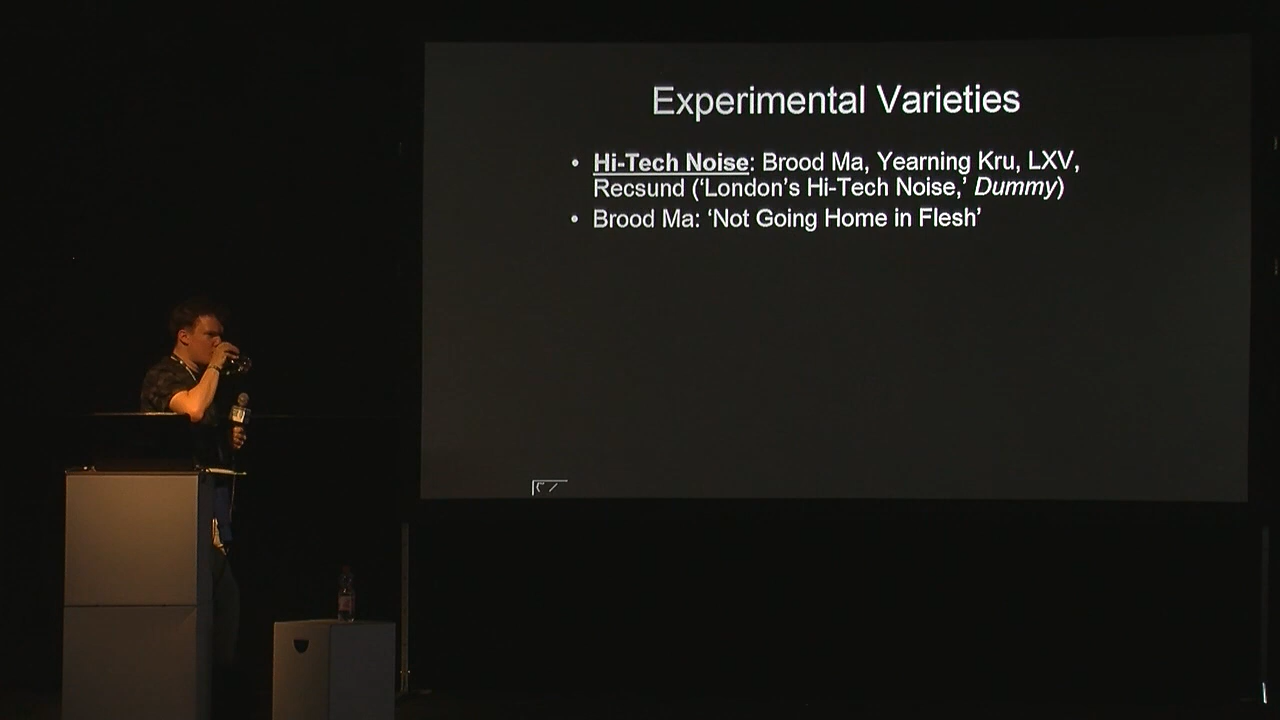 Experimental Varieties
• Hi-Tech Noise: Brood Ma, Yearning Kru, LXV,
Recsund (‘London’s Hi-Tech Noise,’ Dummy)
• Brood Ma: ‘Not Going Home in Flesh’